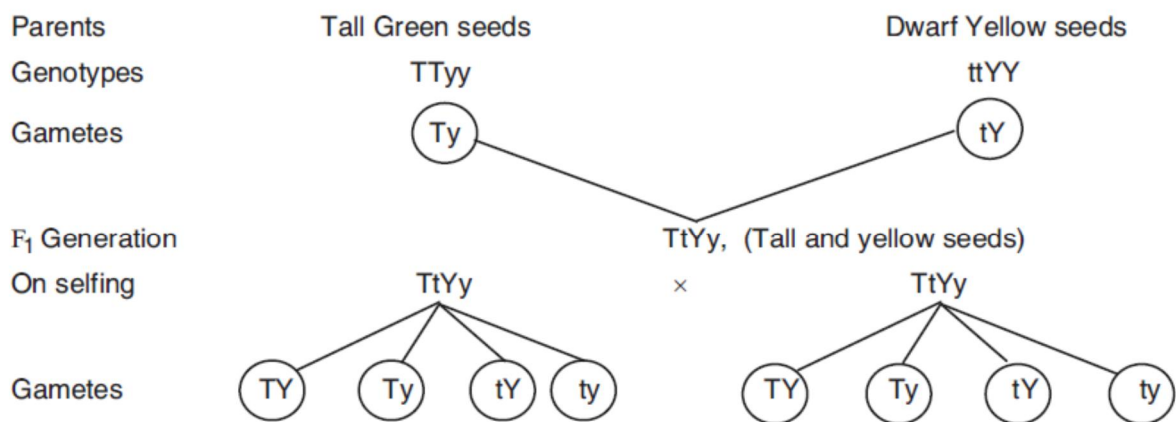 Parents Tall Green seeds Dwarf Yellow seeds
Genotypes TTyy ttYY
Gametes Ty tY
F₁ Generation TtYy, (Tall and yellow seeds)
On selfing TtYy × TtYy
Gametes TY Ty tY ty TY Ty tY ty